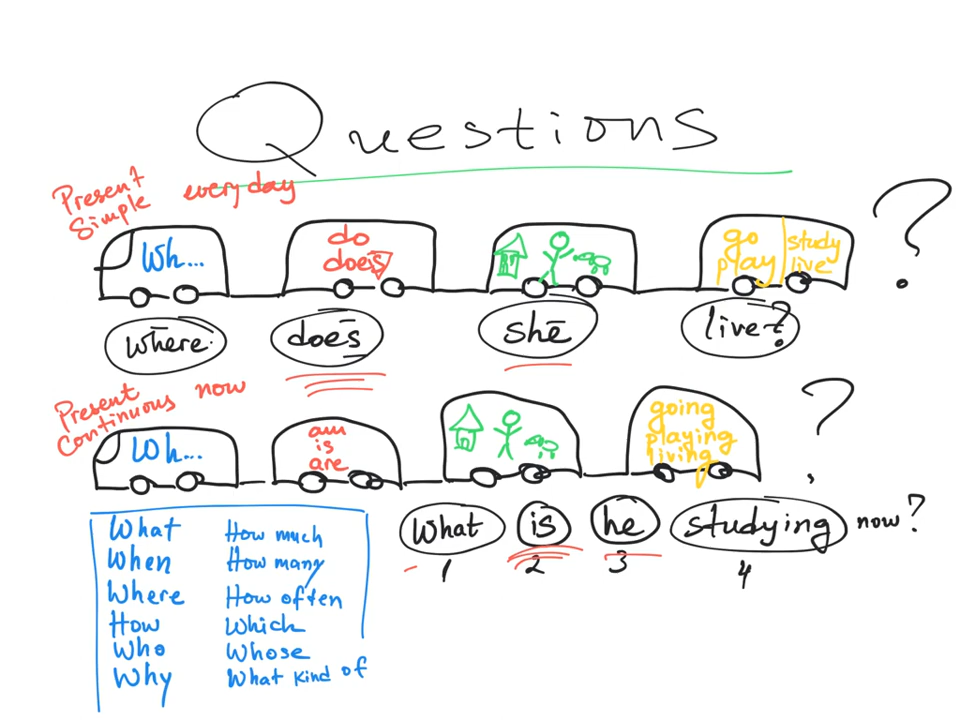 Questions
Present
Simple
every day
?
Wh...
do
does
go
play
study
live
where
does
she
live?
Present
Continuous
now
?
Wh...
am
is
are
going
playing
living
What is he studying now?
1 2 3 4
What How much
When How many
Where How often
How Which
Who Whose
Why What kind of